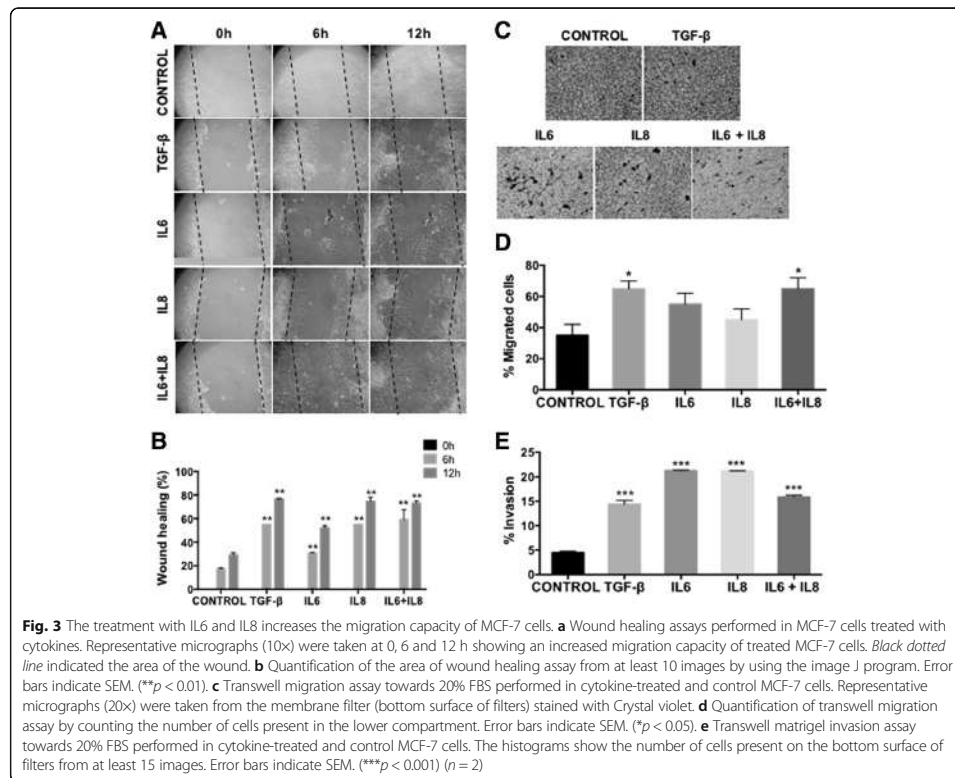 A
0h 6h 12h
CONTROL
TGF-β
IL6
IL8
IL6+IL8
B
0h
6h
12h
Wound healing (%)
100
80
60
40
20
0
** ** ** ** ** ** ** **
CONTROL TGF-β IL6 IL8 IL6+IL8
C
CONTROL TGF-β
IL6 IL8 IL6 + IL8
D
% Migrated cells
80
60
40
20
0
* *
CONTROL TGF-β IL6 IL8 IL6+IL8
E
% Invasion
25
20
15
10
5
0
*** *** *** ***
CONTROL TGF-β IL6 IL8 IL6 + IL8
Fig. 3 The treatment with IL6 and IL8 increases the migration capacity of MCF-7 cells. a Wound healing assays performed in MCF-7 cells treated with
cytokines. Representative micrographs (10×) were taken at 0, 6 and 12 h showing an increased migration capacity of treated MCF-7 cells. Black dotted
line indicated the area of the wound. b Quantification of the area of wound healing assay from at least 10 images by using the image J program. Error
bars indicate SEM. (**p < 0.01). c Transwell migration assay towards 20% FBS performed in cytokine-treated and control MCF-7 cells. Representative
micrographs (20×) were taken from the membrane filter (bottom surface of filters) stained with Crystal violet. d Quantification of transwell migration
assay by counting the number of cells present in the lower compartment. Error bars indicate SEM. (*p < 0.05). e Transwell matrigel invasion assay
towards 20% FBS performed in cytokine-treated and control MCF-7 cells. The histograms show the number of cells present on the bottom surface of
filters from at least 15 images. Error bars indicate SEM. (***p < 0.001) (n = 2)